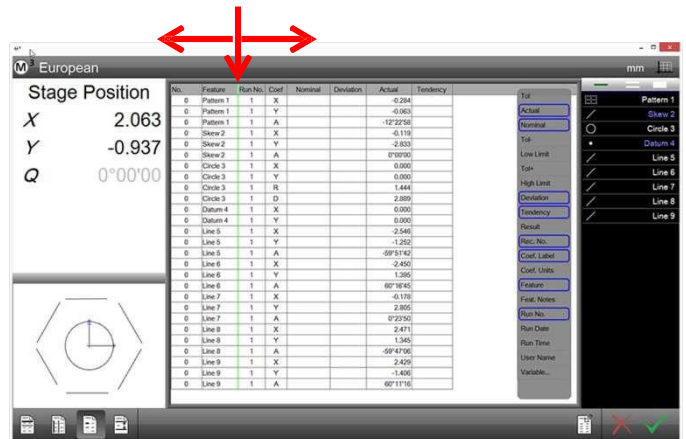 M3 European mm
Stage Position
X 2.063
Y -0.937
Q 0°00'00
No. Feature Run No. Coef Nominal Deviation Actual Tendency
0 Pattern 1 1 X -0.284
0 Pattern 1 1 Y -0.063
0 Pattern 1 1 A -12°22'58
0 Skew 2 1 X -0.119
0 Skew 2 1 Y -2.833
0 Skew 2 1 A 0°00'00
0 Circle 3 1 X 0.000
0 Circle 3 1 Y 0.000
0 Circle 3 1 R 1.444
0 Circle 3 1 D 2.889
0 Datum 4 1 X 0.000
0 Datum 4 1 Y 0.000
0 Line 5 1 X -2.546
0 Line 5 1 Y -1.252
0 Line 5 1 A -59°51'42
0 Line 6 1 X -2.450
0 Line 6 1 Y 1.395
0 Line 6 1 A 60°16'45
0 Line 7 1 X -0.178
0 Line 7 1 Y 2.805
0 Line 7 1 A 0°23'50
0 Line 8 1 X 2.471
0 Line 8 1 Y 1.345
0 Line 8 1 A -59°47'06
0 Line 9 1 X 2.429
0 Line 9 1 Y -1.406
0 Line 9 1 A 60°11'16
Tol
Actual
Nominal
Tol-
Low Limit
Tol+
High Limit
Deviation
Tendency
Result
Rec. No.
Coef. Label
Coef. Units
Feature
Feat. Notes
Run No.
Run Date
Run Time
User Name
Variable...
Pattern 1
Skew 2
Circle 3
Datum 4
Line 5
Line 6
Line 7
Line 8
Line 9